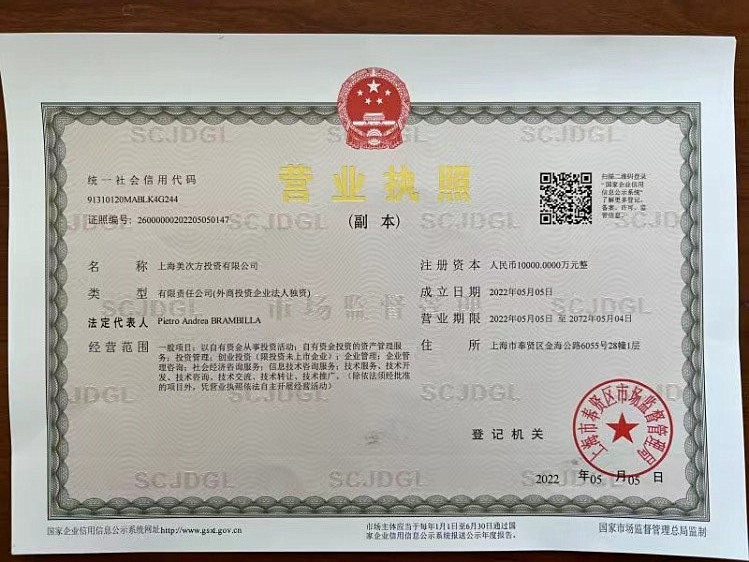 统一社会信用代码
91310120MABLK4G244
证照编号：26000000202205050147
营业执照
（副 本）
扫描二维码登录
“国家企业信用
信息公示系统”
了解更多登记、
备案、许可、监
管信息。
名 称 上海美次方投资有限公司
类 型 有限责任公司(外商投资企业法人独资)
法定代表人 Pietro Andrea BRAMBILLA
经营范围 一般项目：以自有资金从事投资活动；自有资金投资的资产管理服
务；投资管理；创业投资（限投资未上市企业）；企业管理；企业管
理咨询；社会经济咨询服务；信息技术咨询服务；技术服务、技术开
发、技术咨询、技术交流、技术转让、技术推广。（除依法须经批准
的项目外，凭营业执照依法自主开展经营活动）
注册资本 人民币10000.0000万元整
成立日期 2022年05月05日
营业期限 2022年05月05日 至 2072年05月04日
住 所 上海市奉贤区金海公路6055号28幢1层
登记机关
上海市奉贤区市场监督管理局
2022 年05 月05 日
SCJDGL
市场监督管理
国家企业信用信息公示系统网址http://www.gsxt.gov.cn
市场主体应当于每年1月1日至6月30日通过国
家企业信用信息公示系统报送公示年度报告。
国家市场监督管理总局监制